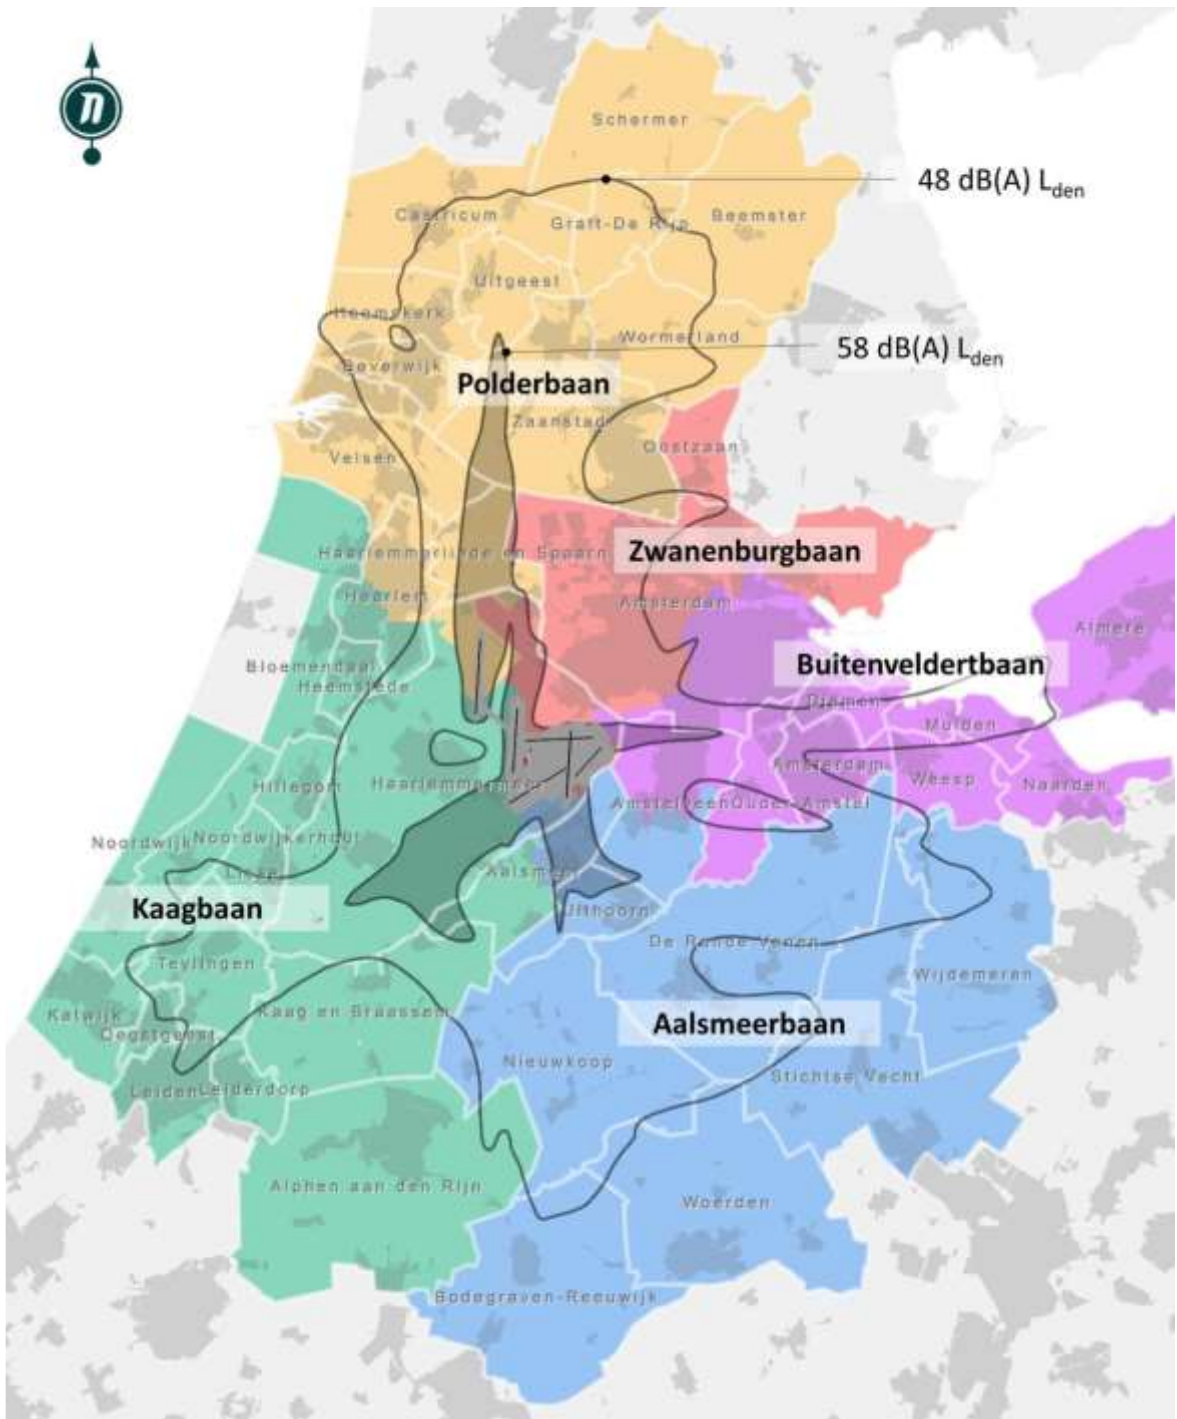 N
Schermer
48 dB(A) Lden
Castricum
Graft-De Rijp
Beemster
Uitgeest
Heemskerk
Wormerland
58 dB(A) Lden
Beverwijk
Polderbaan
Zaanstad
Oostzaan
Velsen
Zwanenburgbaan
Haarlemmerliede en Spaarn
Haarlem
Amsterdam
Almere
Bloemendaal
Buitenveldertbaan
Heemstede
Diemen
Muiden
Amsterdam
Weesp
Naarden
Hillegom
Haarlemmermeer
Amstelveen
Ouder-Amstel
Noordwijk
Noordwijkerhout
Lisse
Aalsmeer
Kaagbaan
Uithoorn
De Ronde Venen
Teylingen
Wijdemeren
Katwijk
Kaag en Braassem
Oegstgeest
Aalsmeerbaan
Nieuwkoop
Stichtse Vecht
Leiden
Leiderdorp
Alphen aan den Rijn
Woerden
Bodegraven-Reeuwijk